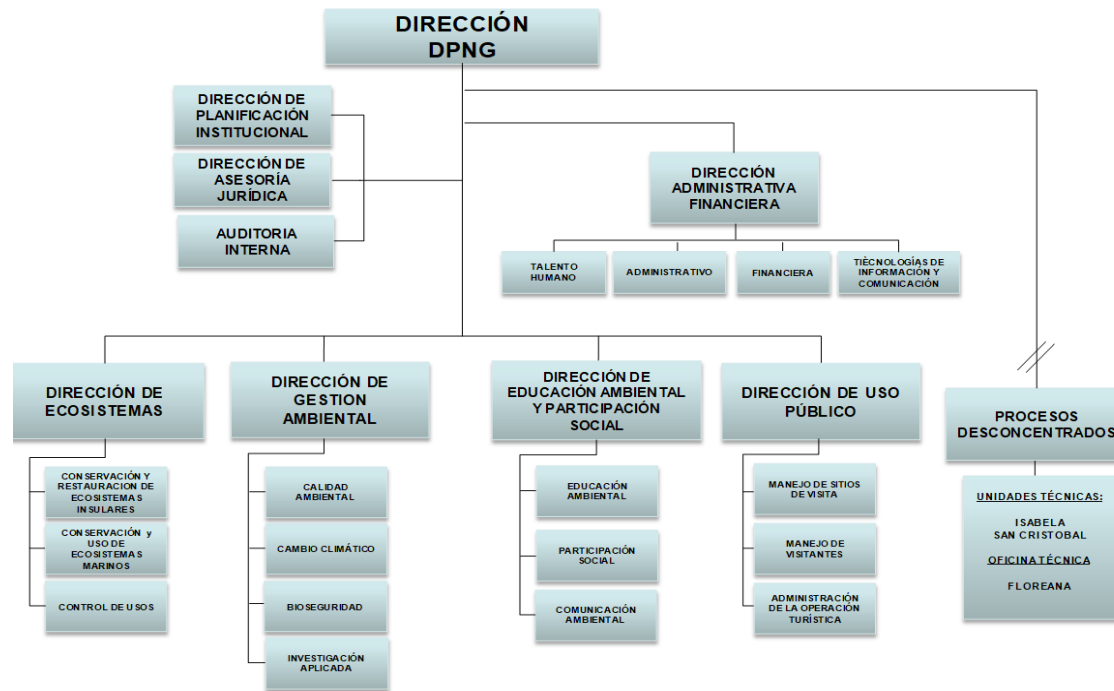 DIRECCIÓN
DPNG
DIRECCIÓN DE
PLANIFICACIÓN
INSTITUCIONAL
DIRECCIÓN DE
ASESORÍA
JURÍDICA
AUDITORIA
INTERNA
DIRECCIÓN
ADMINISTRATIVA
FINANCIERA
TALENTO
HUMANO
ADMINISTRATIVO
FINANCIERA
TIÈCNOLOGÍAS DE
INFORMACIÓN Y
COMUNICACIÓN
DIRECCIÓN DE
ECOSISTEMAS
CONSERVACIÓN Y
RESTAURACION DE
ECOSISTEMAS
INSULARES
CONSERVACIÓN y
USO DE
ECOSISTEMAS
MARINOS
CONTROL DE USOS
DIRECCIÓN DE
GESTION
AMBIENTAL
CALIDAD
AMBIENTAL
CAMBIO CLIMÁTICO
BIOSEGURIDAD
INVESTIGACIÓN
APLICADA
DIRECCIÓN DE
EDUCACIÓN AMBIENTAL
Y PARTICIPACIÓN
SOCIAL
EDUCACIÓN
AMBIENTAL
PARTICIPACIÓN
SOCIAL
COMUNICACIÓN
AMBIENTAL
DIRECCIÓN DE USO
PÚBLICO
MANEJO DE SITIOS
DE VISITA
MANEJO DE
VISITANTES
ADMINISTRACIÓN
DE LA OPERACIÓN
TURÍSTICA
PROCESOS
DESCONCENTRADOS
UNIDADES TÉCNICAS:
ISABELA
SAN CRISTOBAL
OFICINA TÉCNICA
FLOREANA